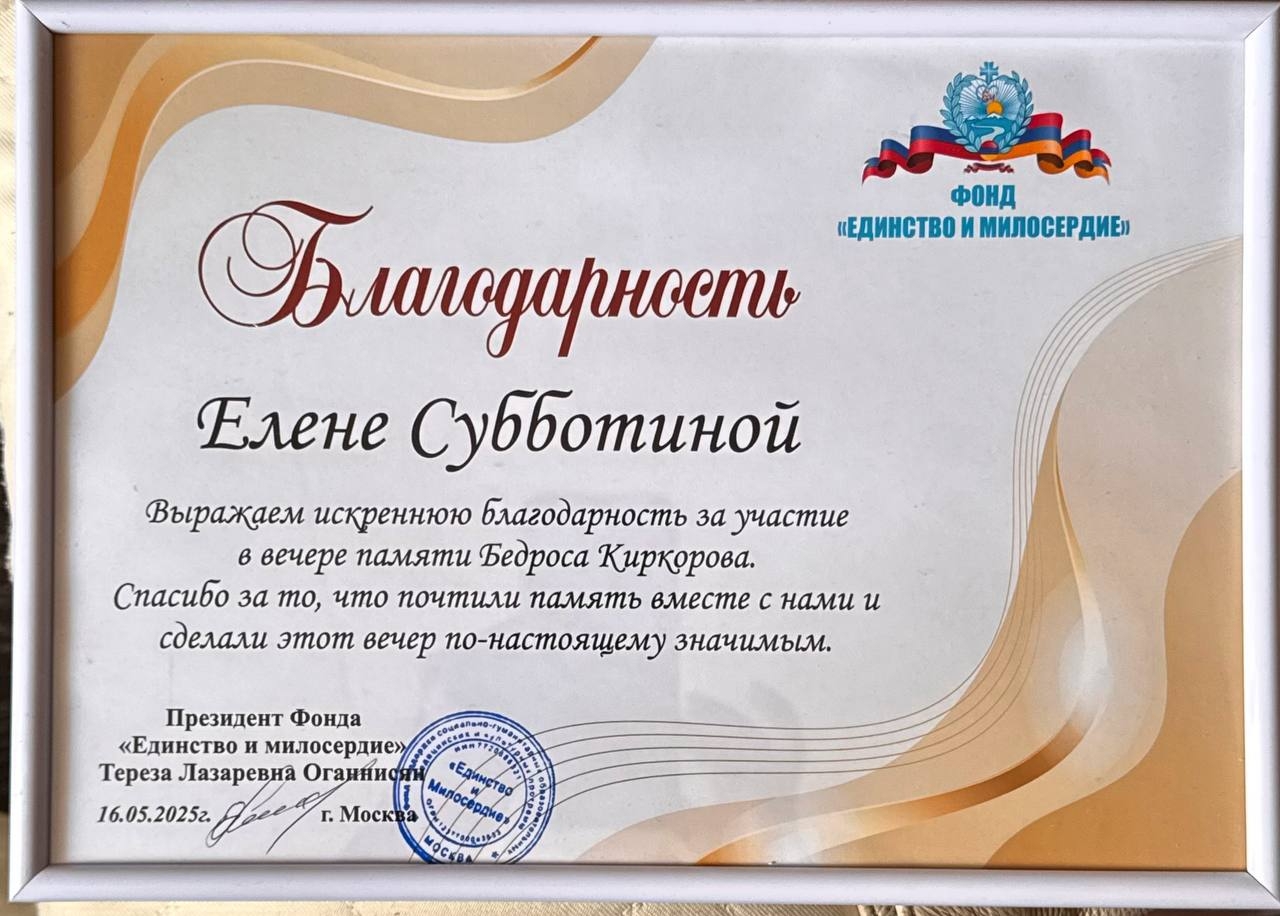 ФОНД
«ЕДИНСТВО И МИЛОСЕРДИЕ»
Благодарность
Елене Субботиной
Выражаем искреннюю благодарность за участие
в вечере памяти Бедроса Киркорова.
Спасибо за то, что почтили память вместе с нами и
сделали этот вечер по-настоящему значимым.
Президент Фонда
«Единство и милосердие»
Тереза Лазаревна Оганнисян
16.05.2025г. г. Москва
«Единство
и
Милосердие»
МОСКВА